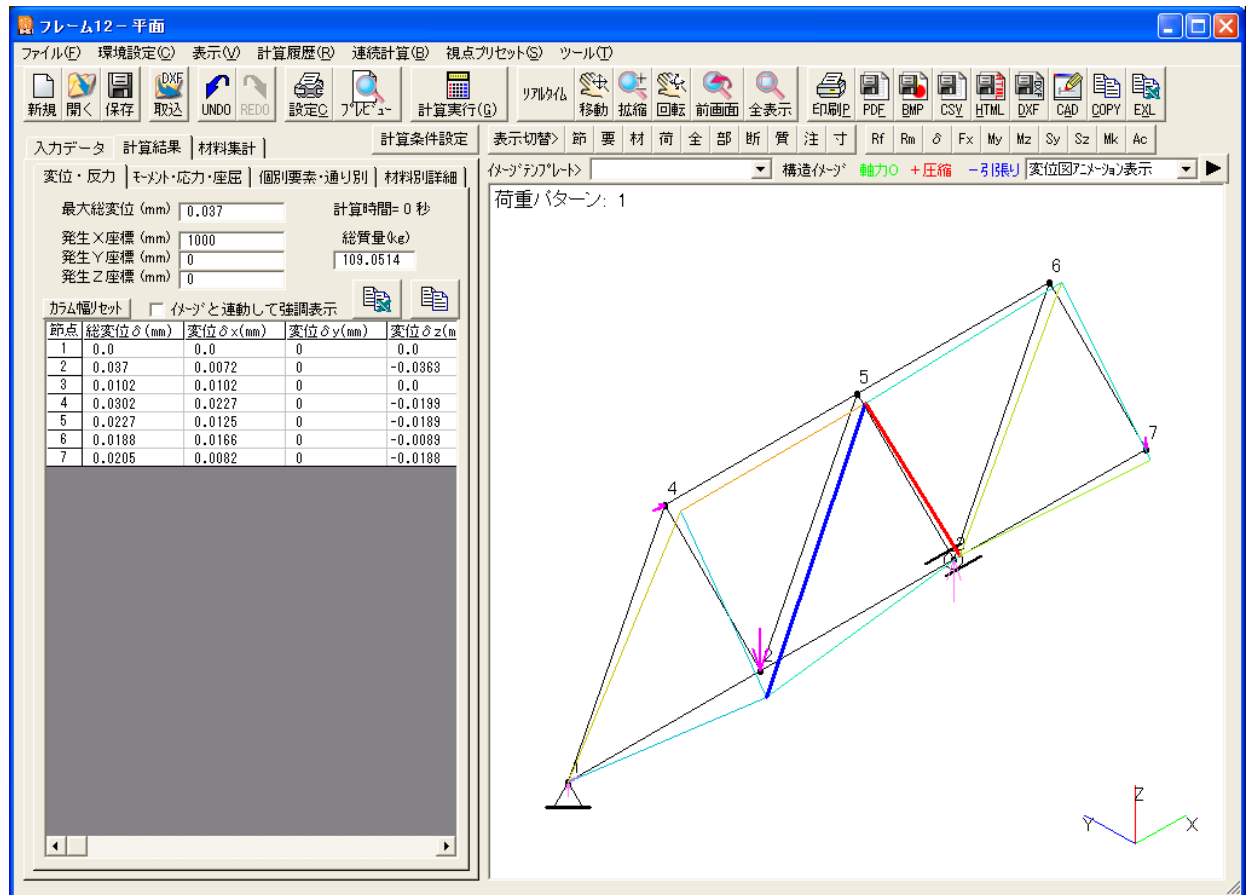 フレーム12－平面
ファイル(F) 環境設定(C) 表示(V) 計算履歴(R) 連続計算(B) 視点プリセット(S) ツール(T)
新規 開く 保存 DXF 取込 UNDO REDO 設定C プレビュー 計算実行(G) リアルタイム 移動 拡縮 回転 前画面 全表示 印刷P PDF BMP CSV HTML DXF CAD COPY EXL
入力データ 計算結果 材料集計 計算条件設定 表示切替> 節 要 材 荷 全 部 断 質 注 寸 Rf Rm δ Fx My Mz Sy Sz Mk Ac
変位・反力 モーメント・応力・座屈 個別要素・通り別 材料別詳細 イメージテンプレート> 構造イメージ 軸力0 +圧縮 -引張り 変位図アニメーション表示
荷重パターン: 1
最大総変位 (mm) 0.037 計算時間= 0 秒
発生X座標 (mm) 1000 総質量(kg)
発生Y座標 (mm) 0 109.0514
発生Z座標 (mm) 0
カラム幅リセット イメージと連動して強調表示
節点 総変位δ(mm) 変位δx(mm) 変位δy(mm) 変位δz(m
1 0.0 0.0 0 0.0
2 0.037 0.0072 0 -0.0363
3 0.0102 0.0102 0 0.0
4 0.0302 0.0227 0 -0.0199
5 0.0227 0.0125 0 -0.0189
6 0.0188 0.0166 0 -0.0089
7 0.0205 0.0082 0 -0.0188
6
5
7
4
2
1
Z
Y
X